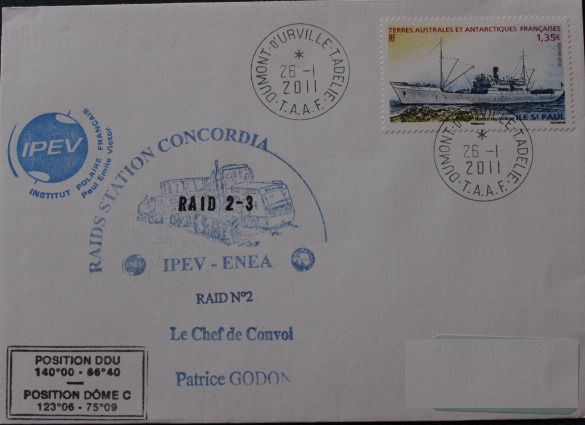 TERRES AUSTRALES ET ANTARCTIQUES FRANÇAISES
RF
1,35€
ILE ST-PAUL
DUMONT-D'URVILLE-T.ADELIE
*
26-1
2011
-T.A.A.F.-
DUMONT-D'URVILLE-T.ADELIE
*
26-1
2011
-T.A.A.F.-
IPEV
INSTITUT POLAIRE FRANÇAIS
Paul Emile Victor
RAIDS STATION CONCORDIA
RAID 2-3
IPEV - ENEA
RAID N°2
Le Chef de Convoi
Patrice GODON
POSITION DDU
140°00 - 66°40
POSITION DÔME C
123°06 - 75°09